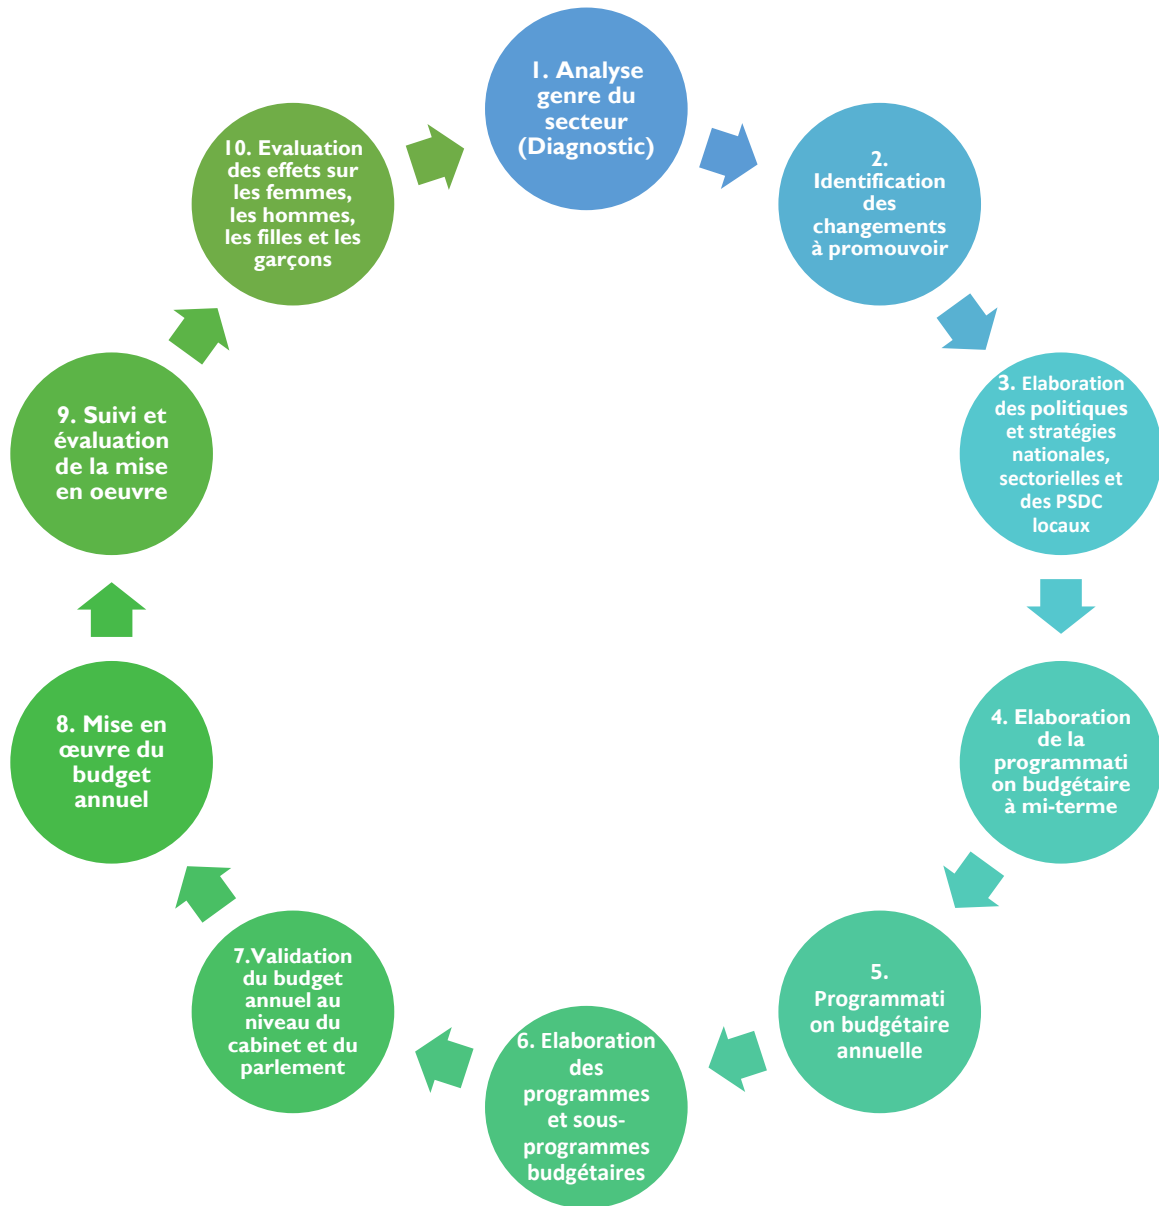 1. Analyse
genre du
secteur
(Diagnostic)
2.
Identification
des
changements
à promouvoir
3. Elaboration
des politiques
et stratégies
nationales,
sectorielles et
des PSDC
locaux
4. Elaboration
de la
programmati
on budgétaire
à mi-terme
5.
Programmati
on budgétaire
annuelle
6. Elaboration
des
programmes
et sous-
programmes
budgétaires
7.Validation
du budget
annuel au
niveau du
cabinet et du
parlement
8. Mise en
œuvre du
budget
annuel
9. Suivi et
évaluation
de la mise
en oeuvre
10. Evaluation
des effets sur
les femmes,
les hommes,
les filles et les
garçons